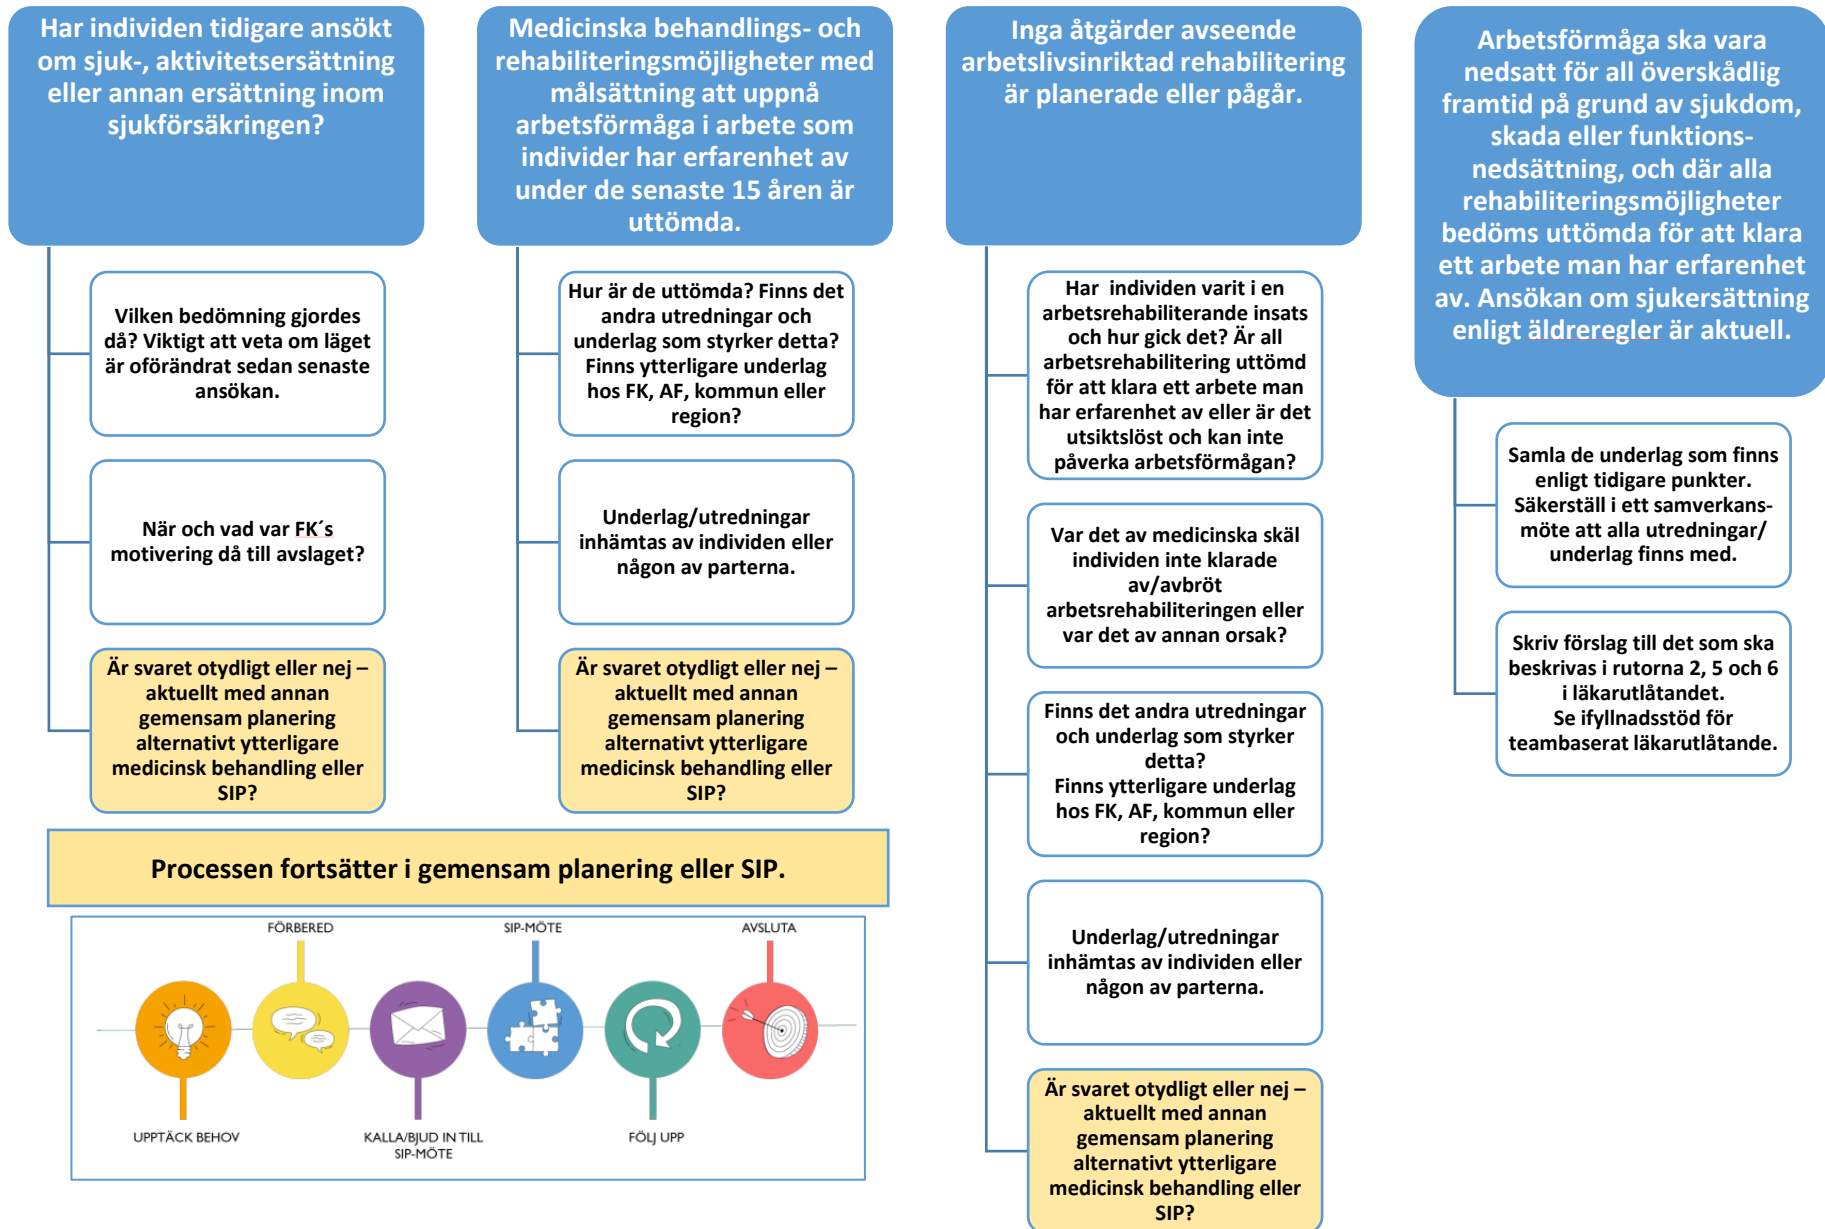 Har individen tidigare ansökt
om sjuk-, aktivitetsersättning
eller annan ersättning inom
sjukförsäkringen?
Vilken bedömning gjordes
då? Viktigt att veta om läget
är oförändrat sedan senaste
ansökan.
När och vad var FK´s
motivering då till avslaget?
Är svaret otydligt eller nej –
aktuellt med annan
gemensam planering
alternativt ytterligare
medicinsk behandling eller
SIP?
Medicinska behandlings- och
rehabiliteringsmöjligheter med
målsättning att uppnå
arbetsförmåga i arbete som
individer har erfarenhet av
under de senaste 15 åren är
uttömda.
Hur är de uttömda? Finns det
andra utredningar och
underlag som styrker detta?
Finns ytterligare underlag
hos FK, AF, kommun eller
region?
Underlag/utredningar
inhämtas av individen eller
någon av parterna.
Är svaret otydligt eller nej –
aktuellt med annan
gemensam planering
alternativt ytterligare
medicinsk behandling eller
SIP?
Processen fortsätter i gemensam planering eller SIP.
FÖRBERED
SIP-MÖTE
AVSLUTA
UPPTÄCK BEHOV
KALLA/BJUD IN TILL
SIP-MÖTE
FÖLJ UPP
Inga åtgärder avseende
arbetslivsinriktad rehabilitering
är planerade eller pågår.
Har individen varit i en
arbetsrehabiliterande insats
och hur gick det? Är all
arbetsrehabilitering uttömd
för att klara ett arbete man
har erfarenhet av eller är det
utsiktslöst och kan inte
påverka arbetsförmågan?
Var det av medicinska skäl
individen inte klarade
av/avbröt
arbetsrehabiliteringen eller
var det av annan orsak?
Finns det andra utredningar
och underlag som styrker
detta?
Finns ytterligare underlag
hos FK, AF, kommun eller
region?
Underlag/utredningar
inhämtas av individen eller
någon av parterna.
Är svaret otydligt eller nej –
aktuellt med annan
gemensam planering
alternativt ytterligare
medicinsk behandling eller
SIP?
Arbetsförmåga ska vara
nedsatt för all överskådlig
framtid på grund av sjukdom,
skada eller funktions-
nedsättning, och där alla
rehabiliteringsmöjligheter
bedöms uttömda för att klara
ett arbete man har erfarenhet
av. Ansökan om sjukersättning
enligt äldreregler är aktuell.
Samla de underlag som finns
enligt tidigare punkter.
Säkerställ i ett samverkans-
möte att alla utredningar/
underlag finns med.
Skriv förslag till det som ska
beskrivas i rutorna 2, 5 och 6
i läkarutlåtandet.
Se ifyllnadsstöd för
teambaserat läkarutlåtande.